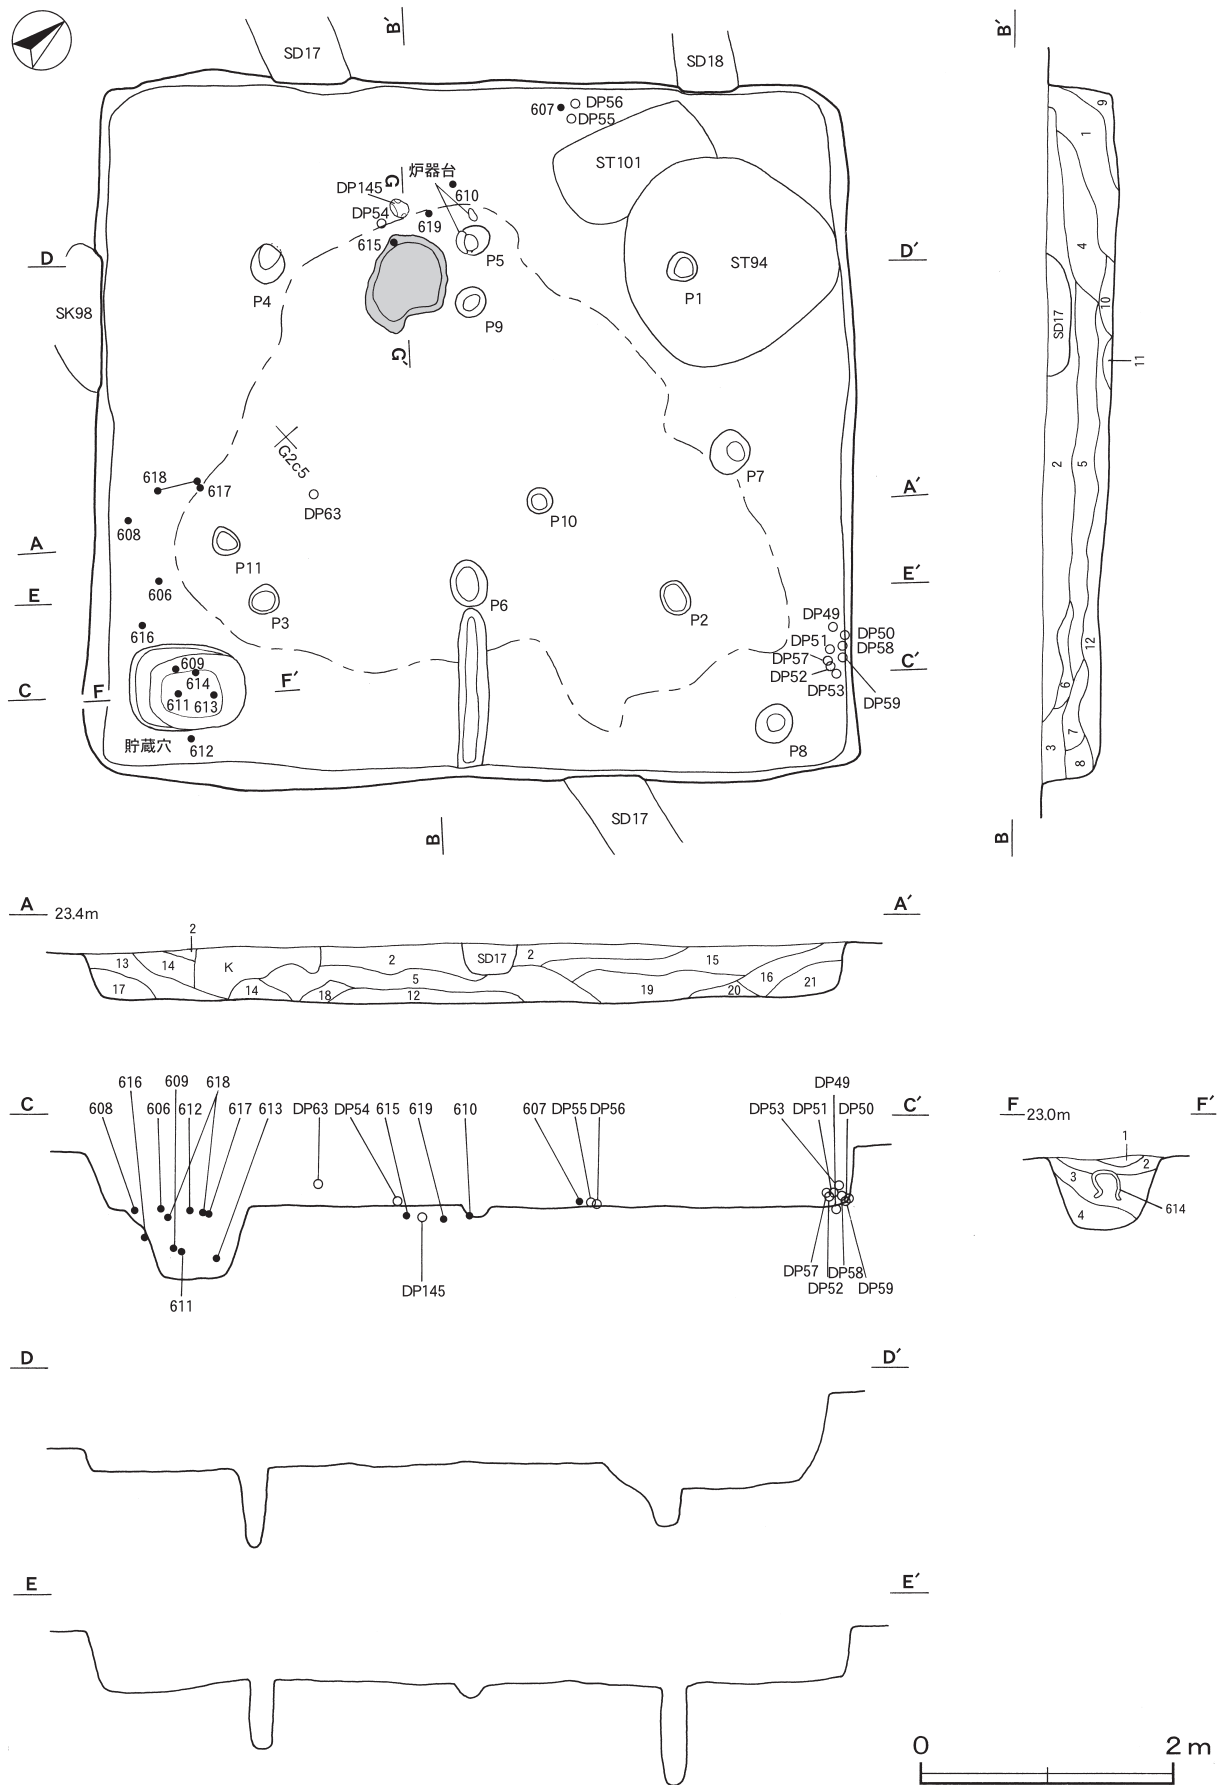 B′
SD17
SD18
B′
607
DP56
DP55
ST101
9
1
炉器台
G
DP145
610
DP54
619
615
P5
D
D′
P4
ST94
P1
4
SK98
P9
10
SD17
G′
11
G2c5
618
617
P7
2
5
A′
DP63
608
P10
A
P11
E′
606
E
P6
P3
P2
DP49
616
DP50
DP51
DP58
12
609
DP57
C′
614
F′
DP52
C
F
DP53
6
611
613
DP59
7
貯蔵穴
612
P8
3
8
SD17
B
B
A
23.4m
A′
2
13
14
K
2
SD17
2
15
5
16
17
14
18
12
19
20
21
616
609
618
DP49
608
606
612
617
613
DP63
DP54
615
619
610
607
DP55
DP56
DP53
DP51
DP50
C
C′
F
23.0m
F′
1
2
3
4
614
DP57
DP58
DP145
DP52
DP59
611
D
D′
E
E′
0
2 m